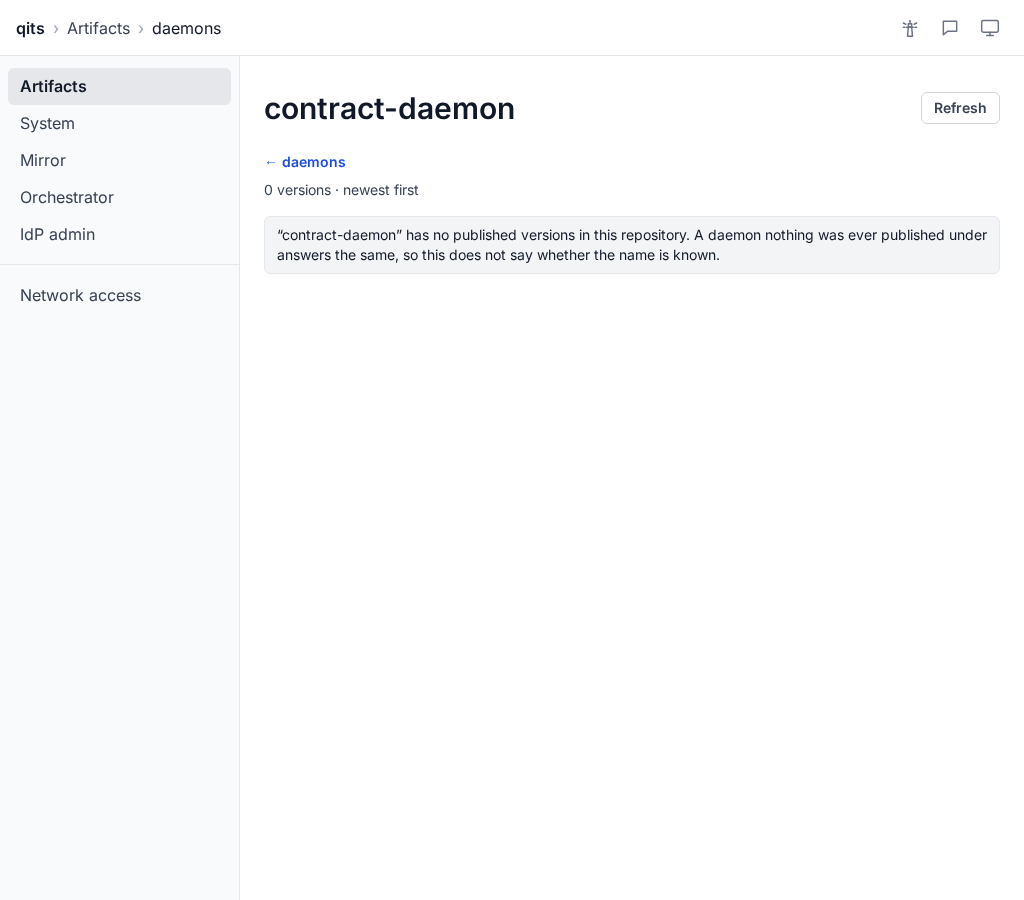 qits › Artifacts › daemons
Artifacts
System
Mirror
Orchestrator
IdP admin
Network access
contract-daemon
Refresh
← daemons
0 versions · newest first
“contract-daemon” has no published versions in this repository. A daemon nothing was ever published under
answers the same, so this does not say whether the name is known.